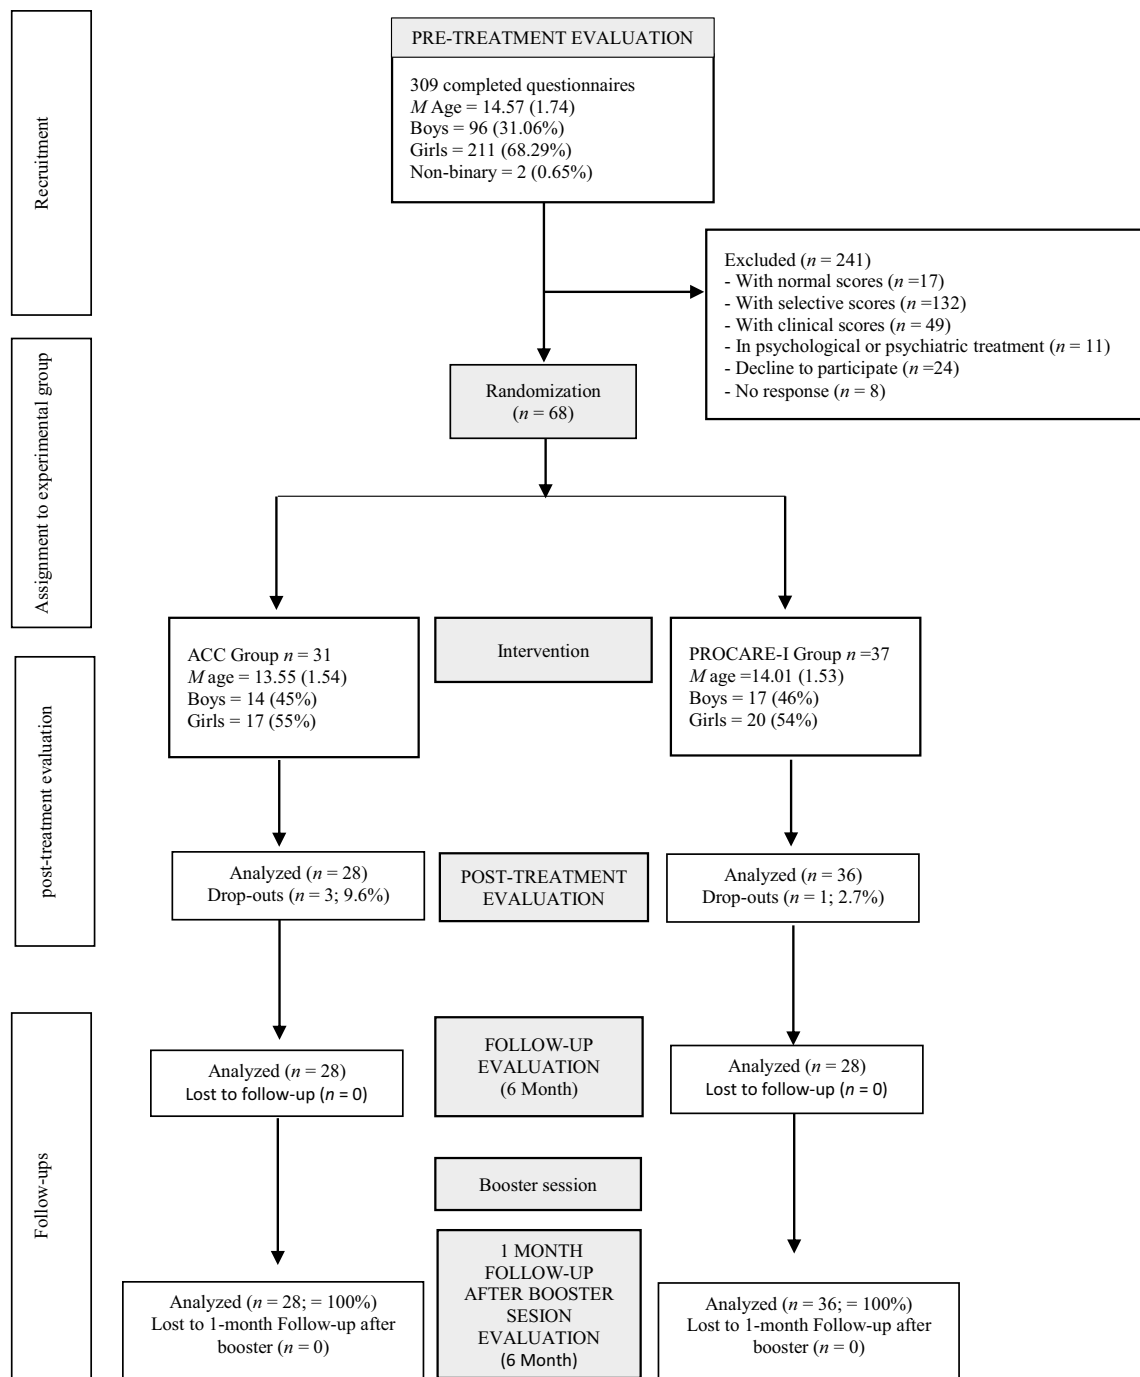 Recruitment
PRE-TREATMENT EVALUATION
309 completed questionnaires
M Age = 14.57 (1.74)
Boys = 96 (31.06%)
Girls = 211 (68.29%)
Non-binary = 2 (0.65%)
Excluded (n = 241)
- With normal scores (n =17)
- With selective scores (n =132)
- With clinical scores (n = 49)
- In psychological or psychiatric treatment (n = 11)
- Decline to participate (n =24)
- No response (n = 8)
Assignment to experimental group
Randomization
(n = 68)
ACC Group n = 31
M age = 13.55 (1.54)
Boys = 14 (45%)
Girls = 17 (55%)
Intervention
PROCARE-I Group n =37
M age =14.01 (1.53)
Boys = 17 (46%)
Girls = 20 (54%)
post-treatment evaluation
Analyzed (n = 28)
Drop-outs (n = 3; 9.6%)
POST-TREATMENT
EVALUATION
Analyzed (n = 36)
Drop-outs (n = 1; 2.7%)
Follow-ups
Analyzed (n = 28)
Lost to follow-up (n = 0)
FOLLOW-UP
EVALUATION
(6 Month)
Analyzed (n = 28)
Lost to follow-up (n = 0)
Booster session
Analyzed (n = 28; = 100%)
Lost to 1-month Follow-up after
booster (n = 0)
1 MONTH
FOLLOW-UP
AFTER BOOSTER
SESION
EVALUATION
(6 Month)
Analyzed (n = 36; = 100%)
Lost to 1-month Follow-up after
booster (n = 0)